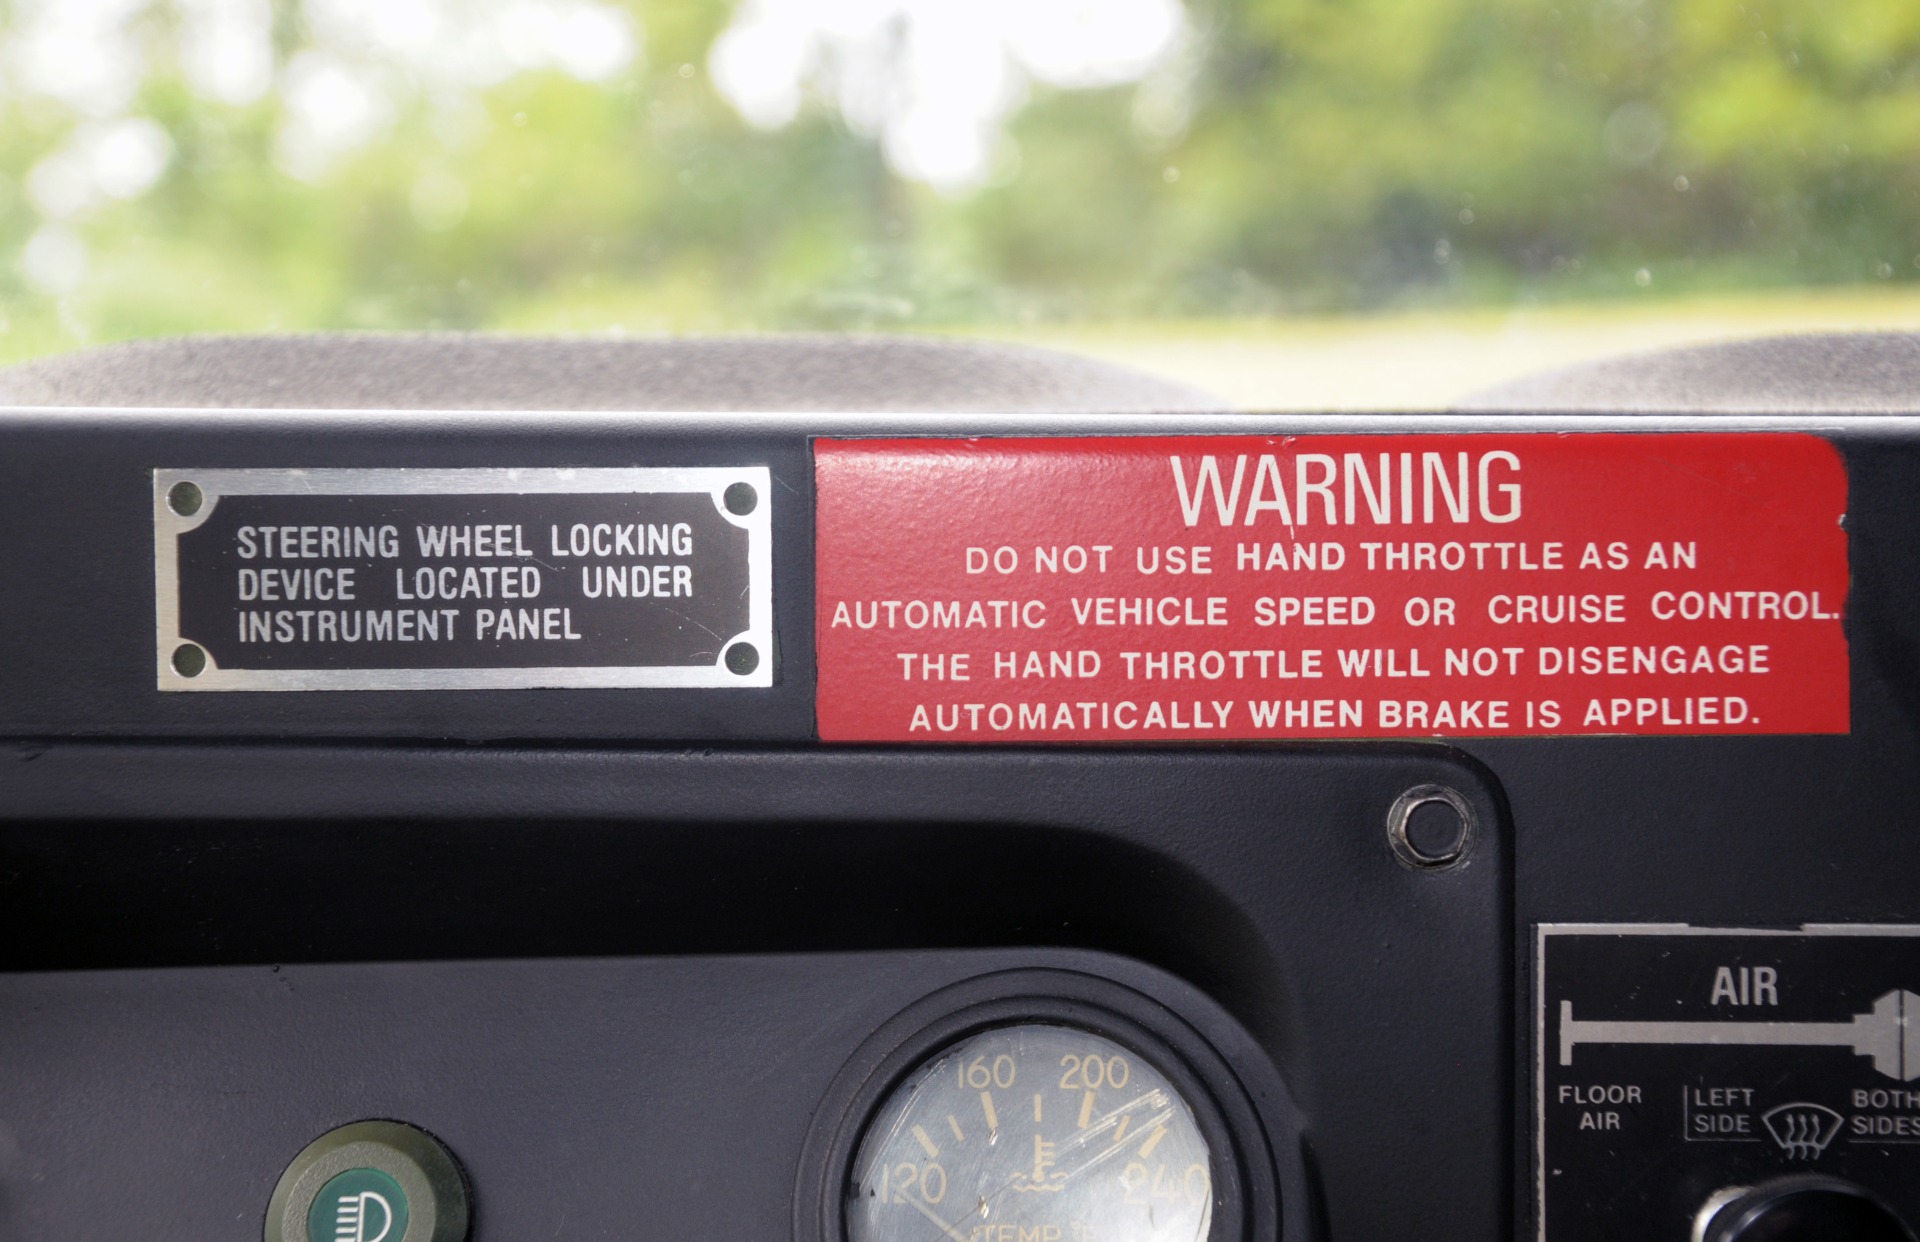 STEERING WHEEL LOCKING
DEVICE LOCATED UNDER
INSTRUMENT PANEL
WARNING
DO NOT USE HAND THROTTLE AS AN
AUTOMATIC VEHICLE SPEED OR CRUISE CONTROL.
THE HAND THROTTLE WILL NOT DISENGAGE
AUTOMATICALLY WHEN BRAKE IS APPLIED.
AIR
FLOOR
AIR
LEFT
SIDE
BOTH
SIDES
160 200
120 240
TEMP °F